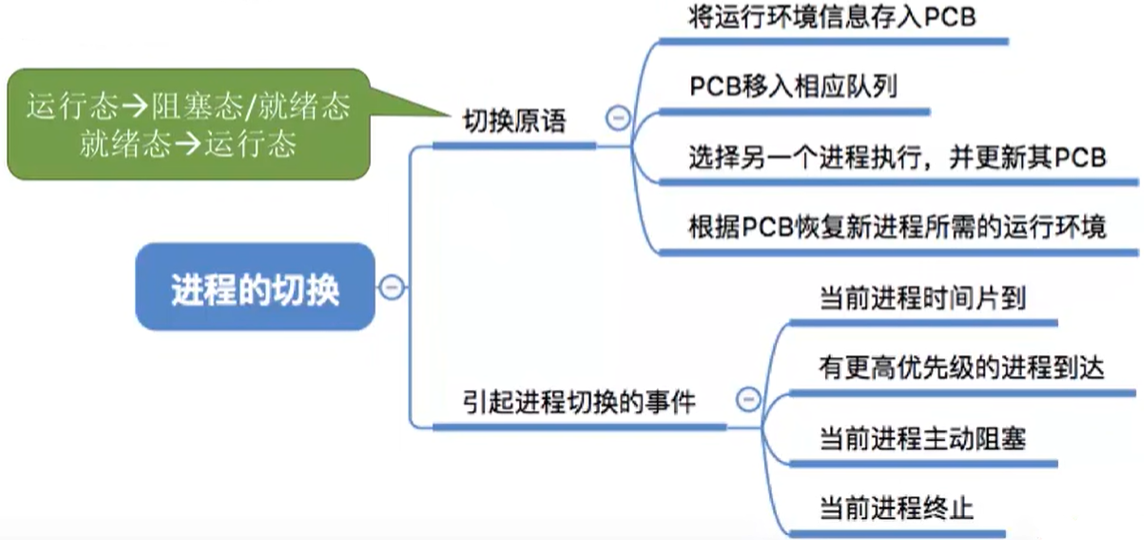 将运行环境信息存入PCB
PCB移入相应队列
运行态→阻塞态/就绪态
就绪态→运行态
切换原语
选择另一个进程执行，并更新其PCB
根据PCB恢复新进程所需的运行环境
进程的切换
当前进程时间片到
有更高优先级的进程到达
引起进程切换的事件
当前进程主动阻塞
当前进程终止